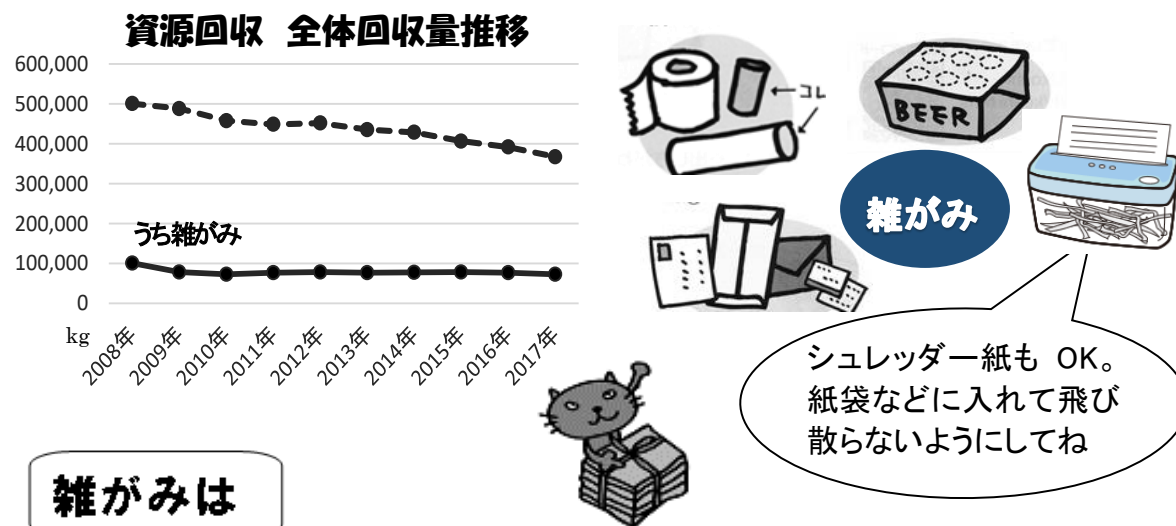 資源回収 全体回収量推移
600,000
500,000
400,000
300,000
200,000
100,000
0
kg
うち雑がみ
2008年
2009年
2010年
2011年
2012年
2013年
2014年
2015年
2016年
2017年
コレ
BEER
雑がみ
シュレッダー紙も OK。
紙袋などに入れて飛び
散らないようにしてね
雑がみは